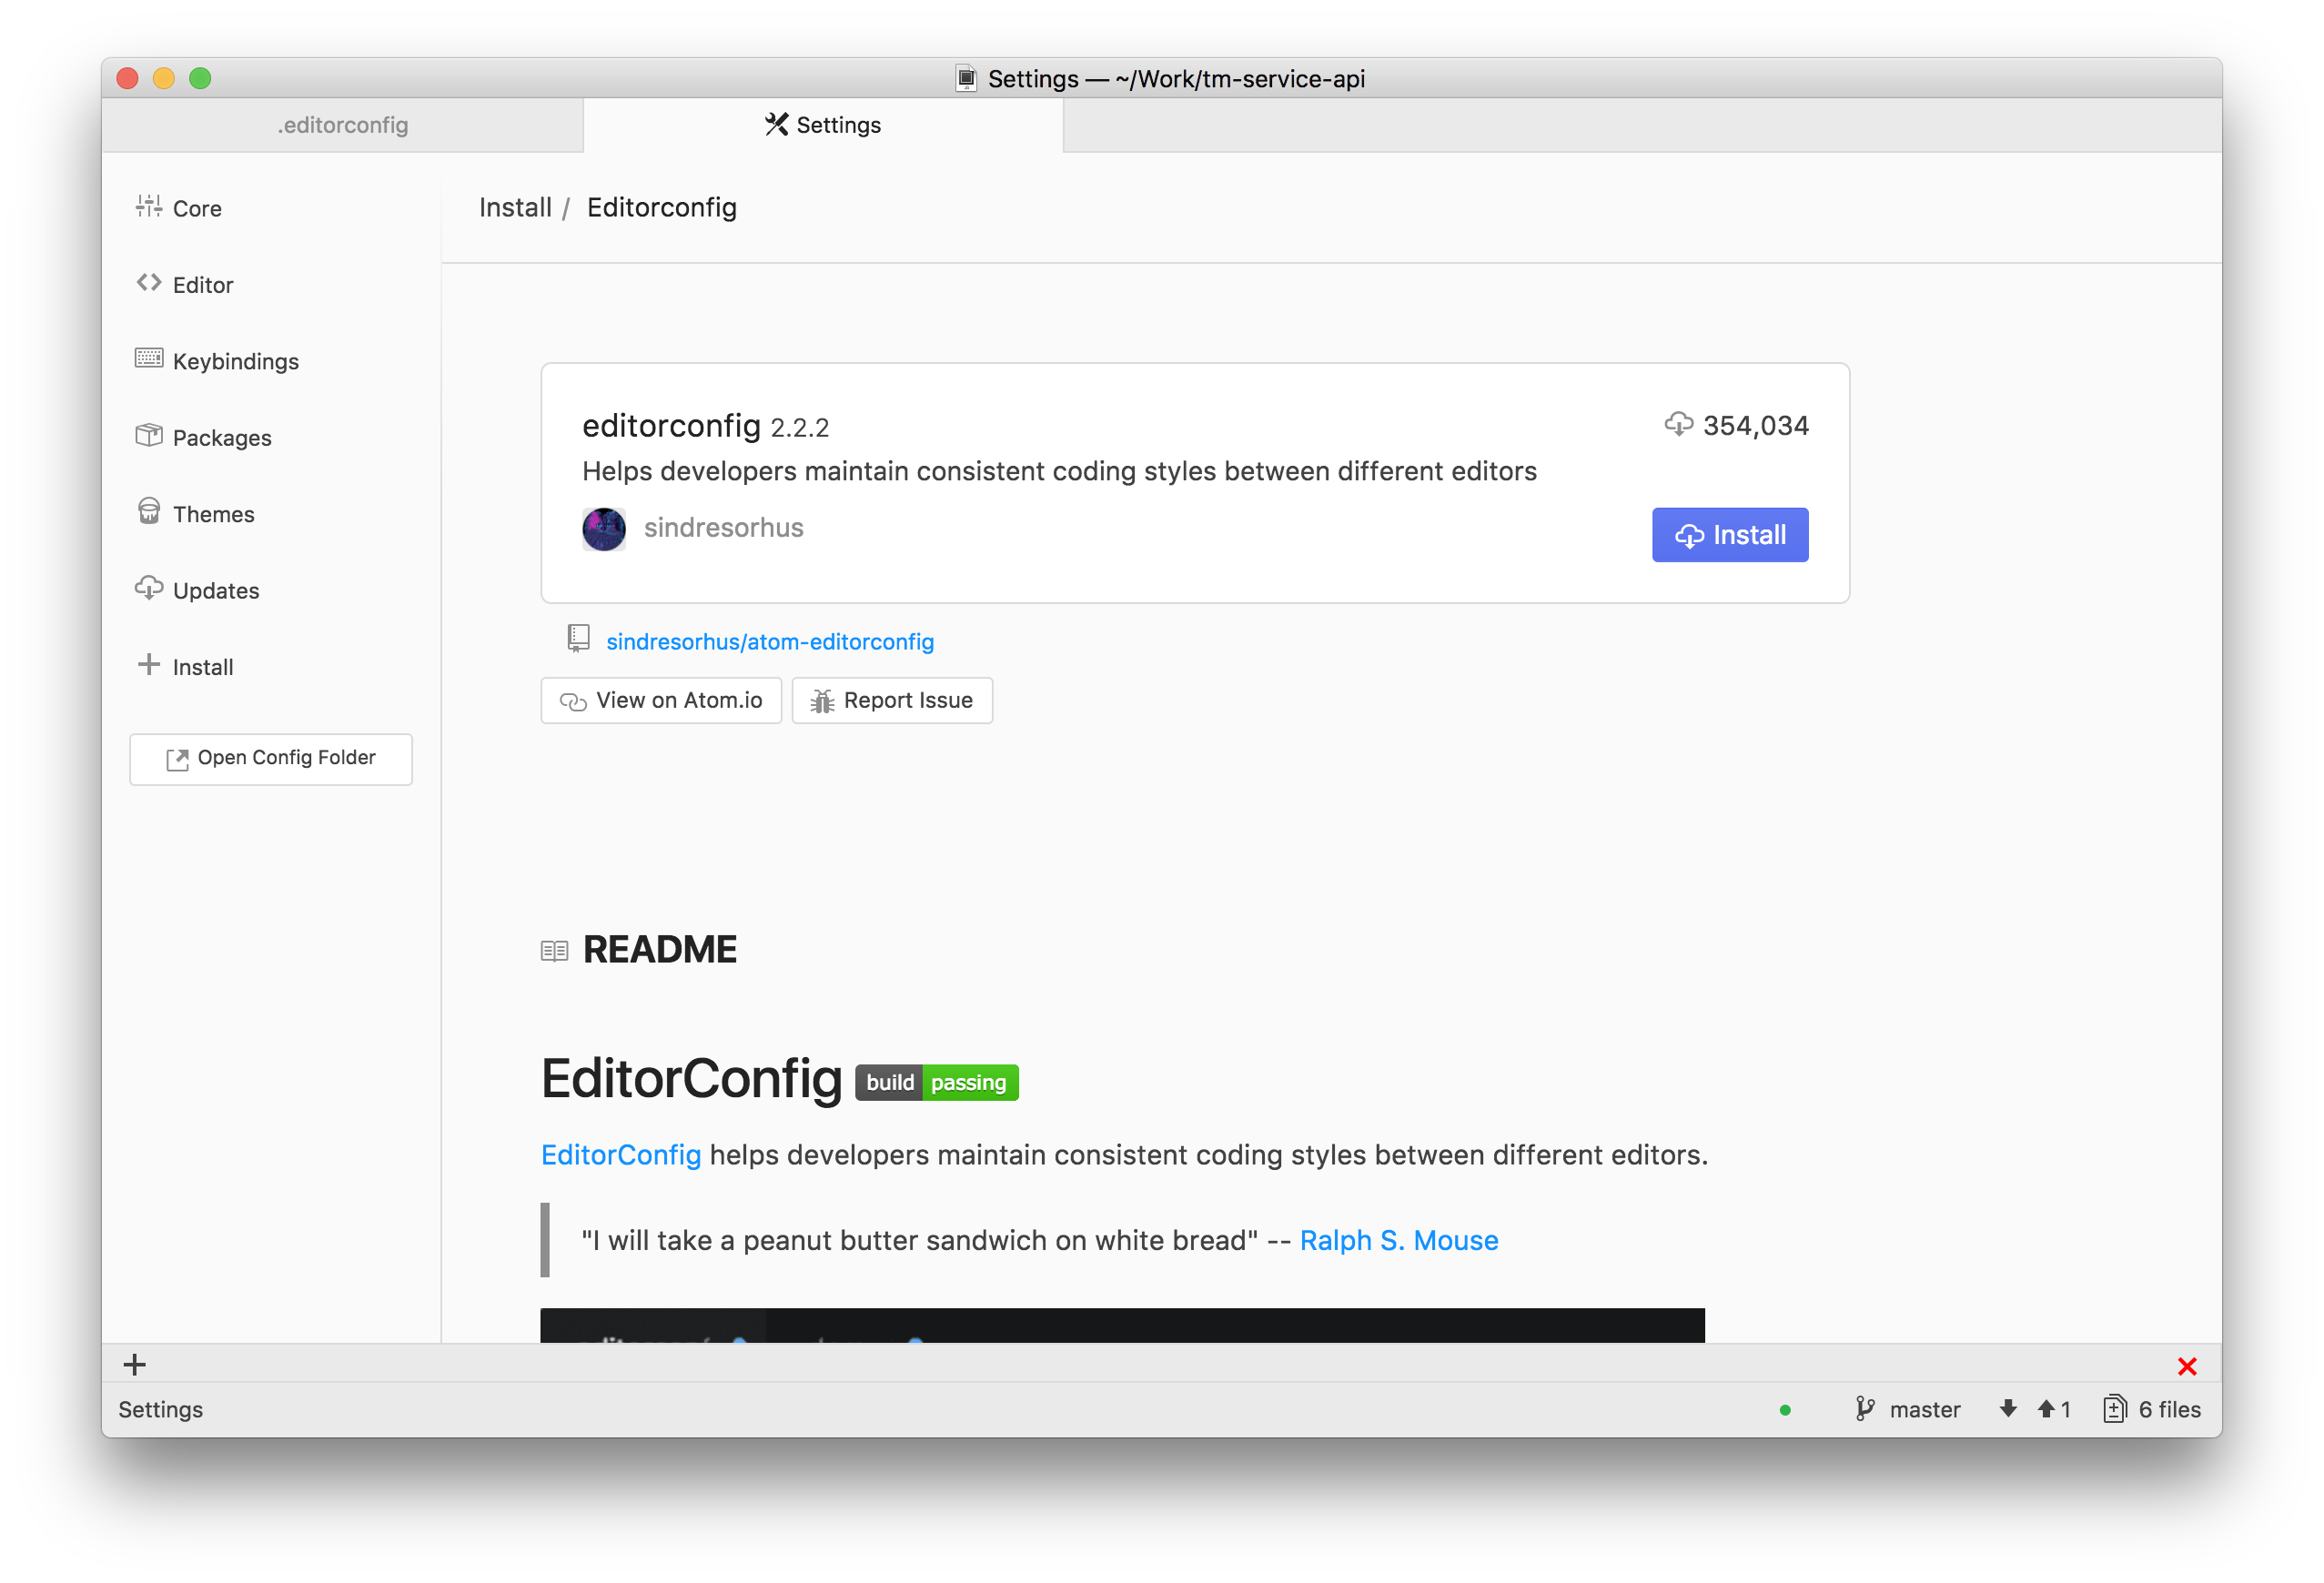 Settings — ~/Work/tm-service-api
.editorconfig
Settings
Core
Editor
Keybindings
Packages
Themes
Updates
Install
Open Config Folder
Install / Editorconfig
editorconfig 2.2.2
354,034
Helps developers maintain consistent coding styles between different editors
sindresorhus
Install
sindresorhus/atom-editorconfig
View on Atom.io
Report Issue
README
EditorConfig build passing
EditorConfig helps developers maintain consistent coding styles between different editors.
"I will take a peanut butter sandwich on white bread" -- Ralph S. Mouse
Settings
master
1
6 files